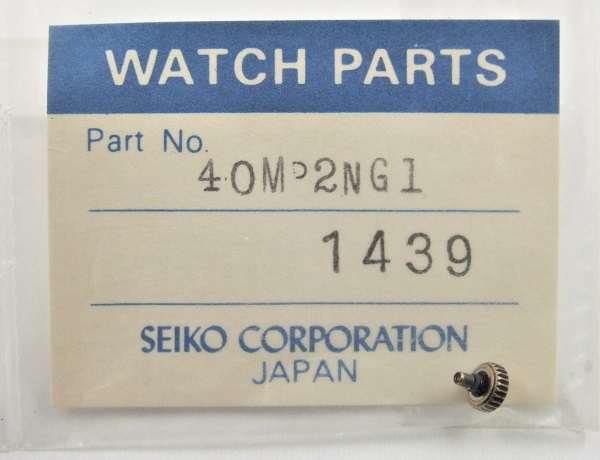 WATCH PARTS
Part No.
40M 2NG1
1439
SEIKO CORPORATION
JAPAN